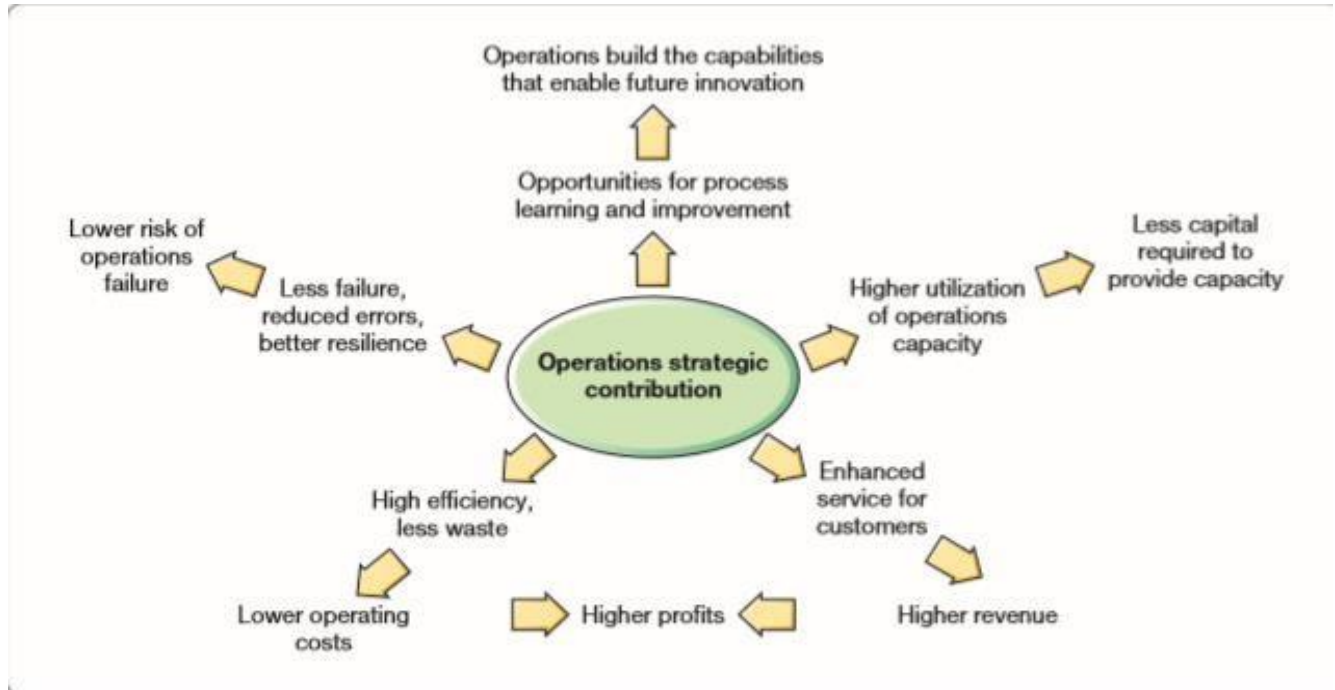 Operations build the capabilities
that enable future innovation
Opportunities for process
learning and improvement
Lower risk of
operations
failure
Less failure,
reduced errors,
better resilience
Higher utilization
of operations
capacity
Less capital
required to
provide capacity
Operations strategic
contribution
High efficiency,
less waste
Enhanced
service for
customers
Lower operating
costs
Higher profits
Higher revenue